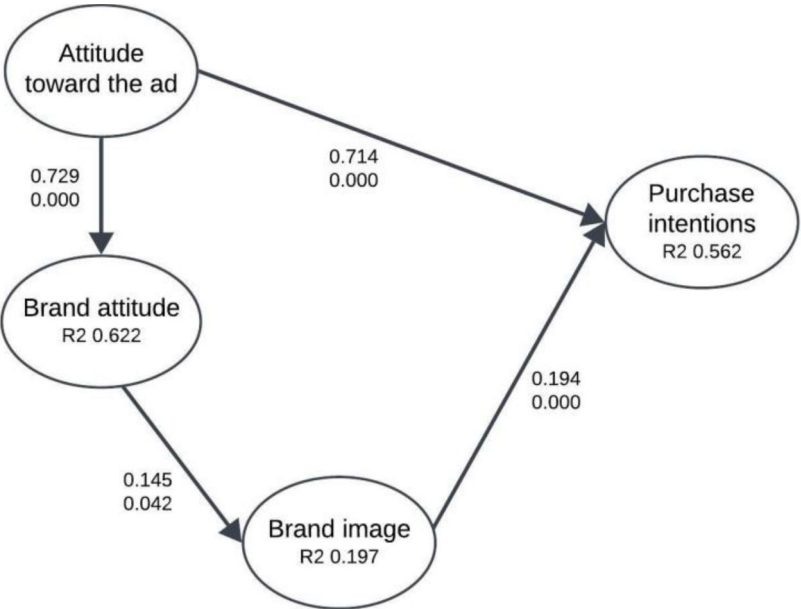 Attitude
toward the ad
0.729
0.000
0.714
0.000
Purchase
intentions
R2 0.562
Brand attitude
R2 0.622
0.194
0.000
0.145
0.042
Brand image
R2 0.197